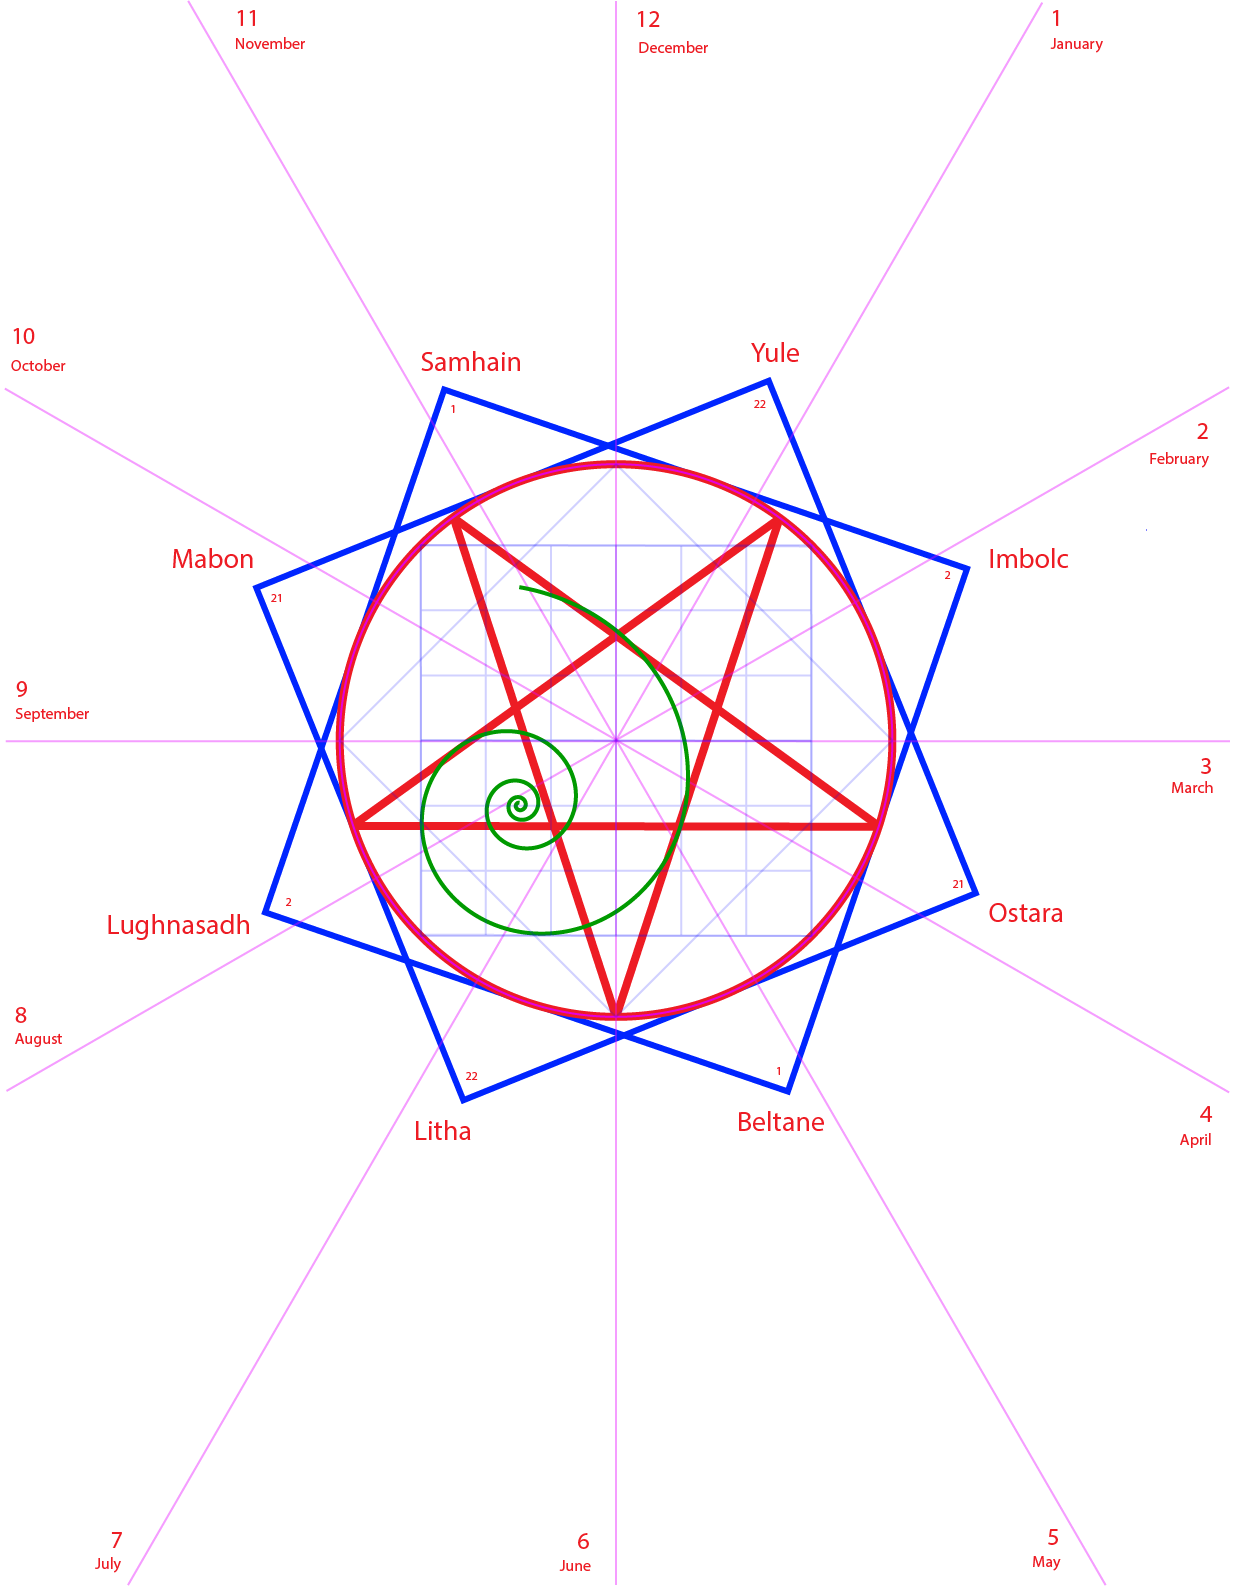 11
November
12
December
1
January
10
October
Samhain
Yule
1
22
2
February
Mabon
Imbolc
21
2
9
September
3
March
Lughnasadh
2
21
Ostara
8
August
22
1
Litha
Beltane
4
April
7
July
6
June
5
May